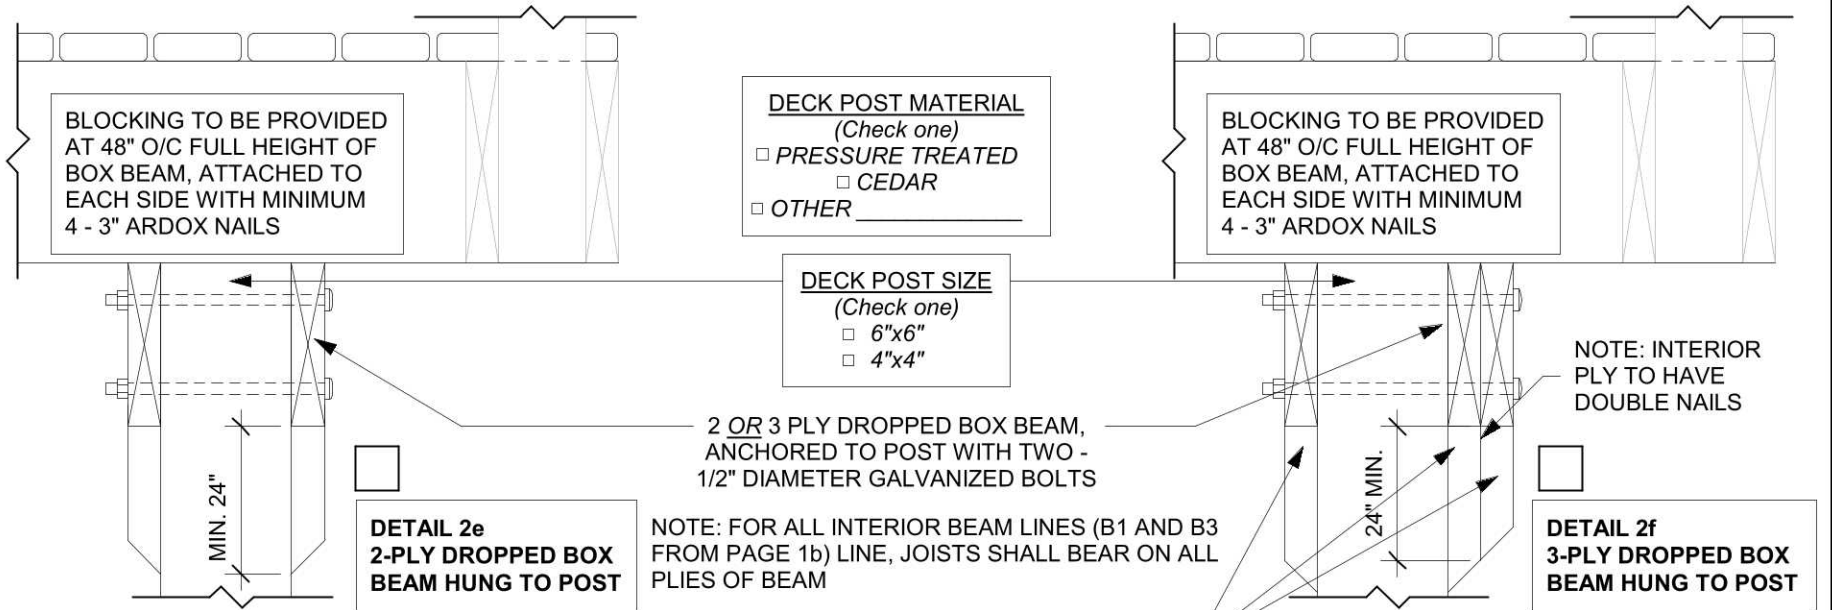 BLOCKING TO BE PROVIDED
AT 48" O/C FULL HEIGHT OF
BOX BEAM, ATTACHED TO
EACH SIDE WITH MINIMUM
4 - 3" ARDOX NAILS
DECK POST MATERIAL
(Check one)
□ PRESSURE TREATED
□ CEDAR
□ OTHER ____________
BLOCKING TO BE PROVIDED
AT 48" O/C FULL HEIGHT OF
BOX BEAM, ATTACHED TO
EACH SIDE WITH MINIMUM
4 - 3" ARDOX NAILS
DECK POST SIZE
(Check one)
□ 6"x6"
□ 4"x4"
NOTE: INTERIOR
PLY TO HAVE
DOUBLE NAILS
2 OR 3 PLY DROPPED BOX BEAM,
ANCHORED TO POST WITH TWO -
1/2" DIAMETER GALVANIZED BOLTS
MIN. 24"
24" MIN.
DETAIL 2e
2-PLY DROPPED BOX
BEAM HUNG TO POST
NOTE: FOR ALL INTERIOR BEAM LINES (B1 AND B3
FROM PAGE 1b) LINE, JOISTS SHALL BEAR ON ALL
PLIES OF BEAM
DETAIL 2f
3-PLY DROPPED BOX
BEAM HUNG TO POST